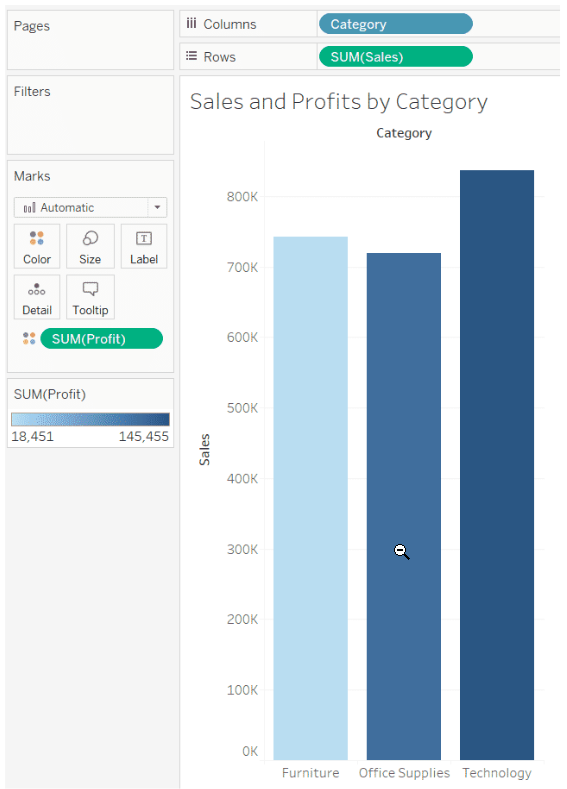 Pages
Columns
Category
Rows
SUM(Sales)
Filters
Marks
Automatic
Color
Size
Label
T
Detail
Tooltip
SUM(Profit)
SUM(Profit)
18,451 145,455
Sales and Profits by Category
Category
800K
700K
600K
500K
400K
300K
200K
100K
0K
Sales
Furniture Office Supplies Technology